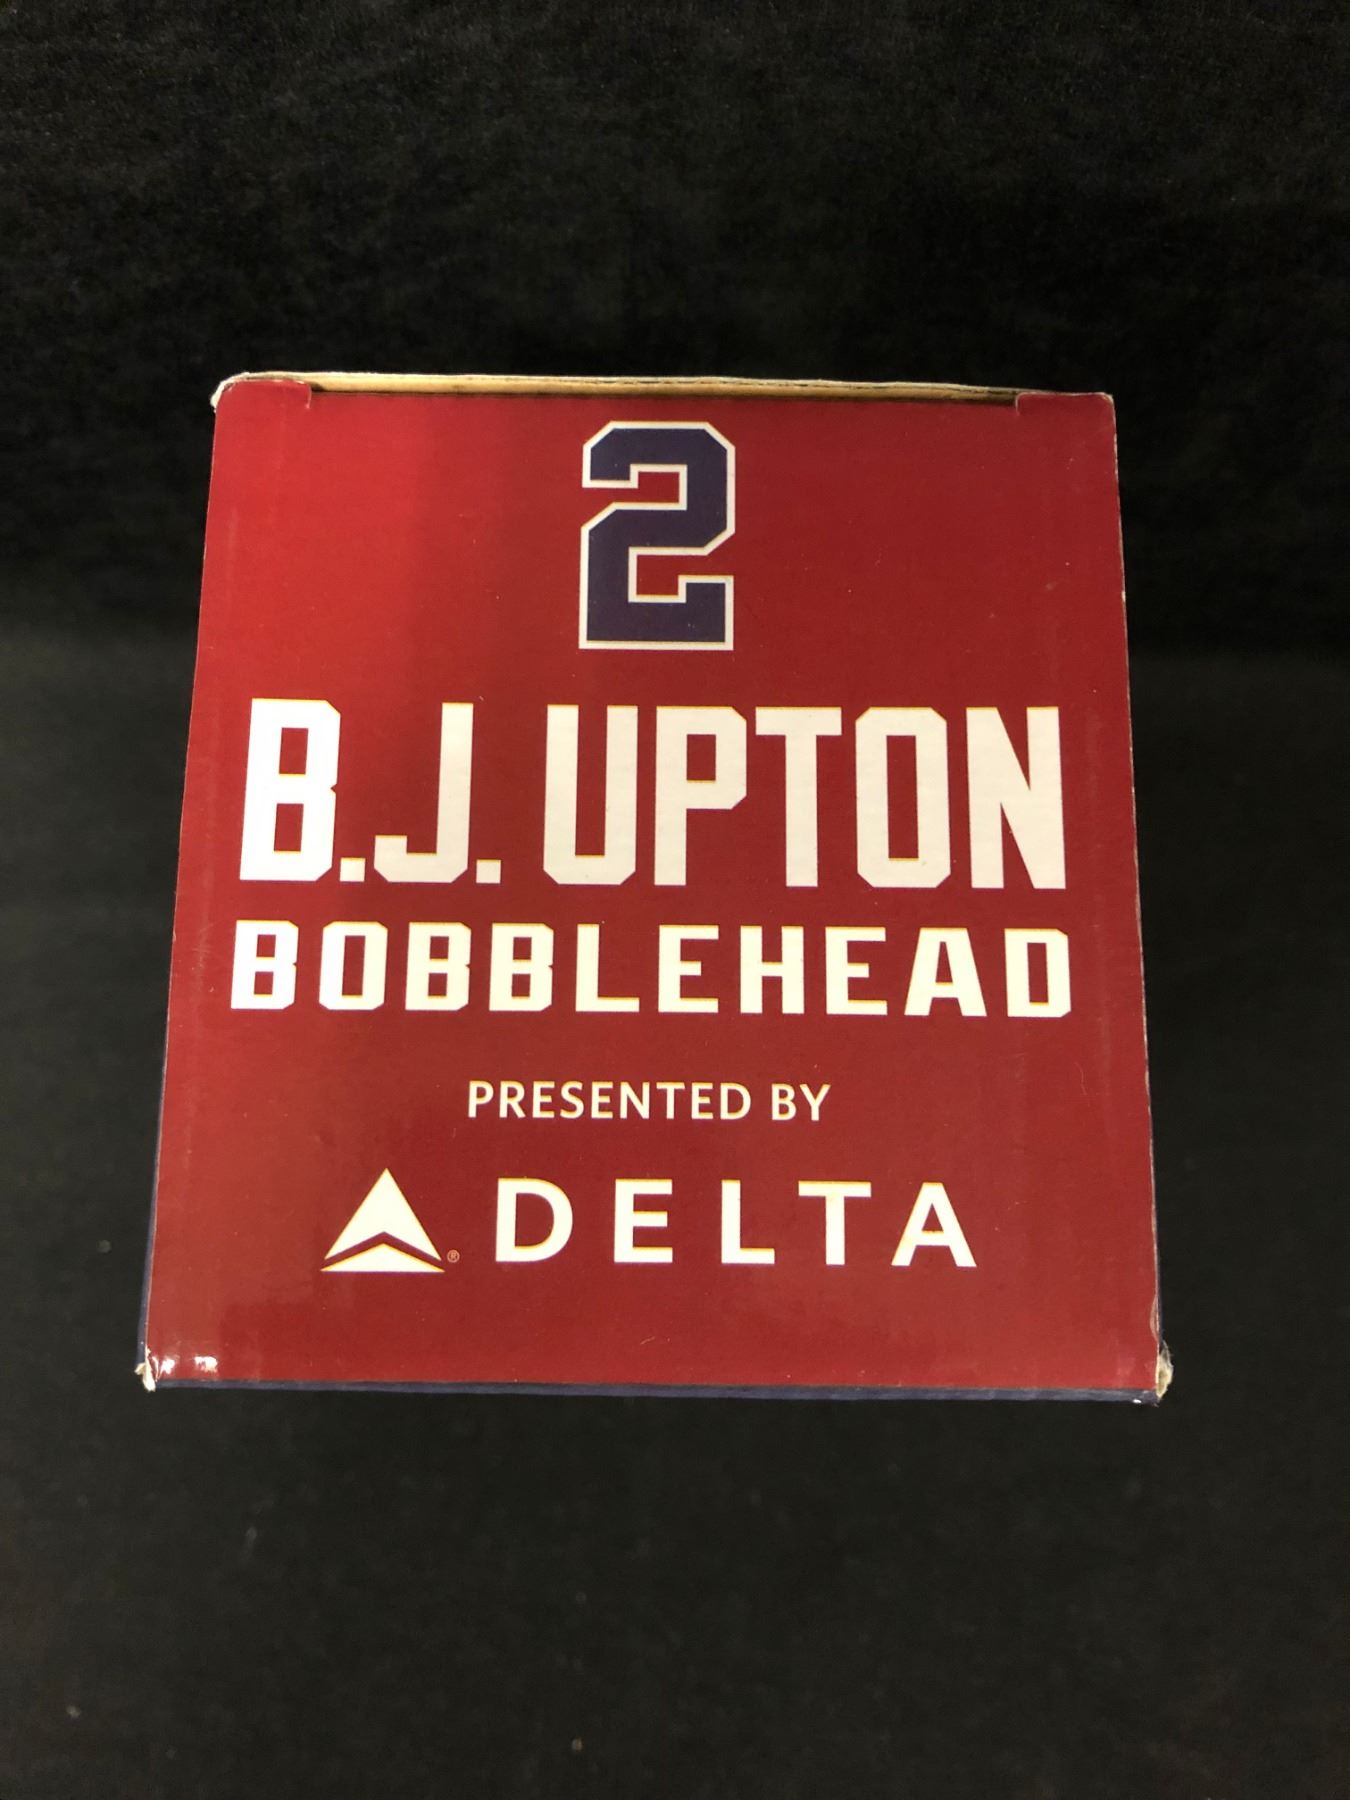 2
B.J. UPTON
BOBBLEHEAD
PRESENTED BY
® DELTA